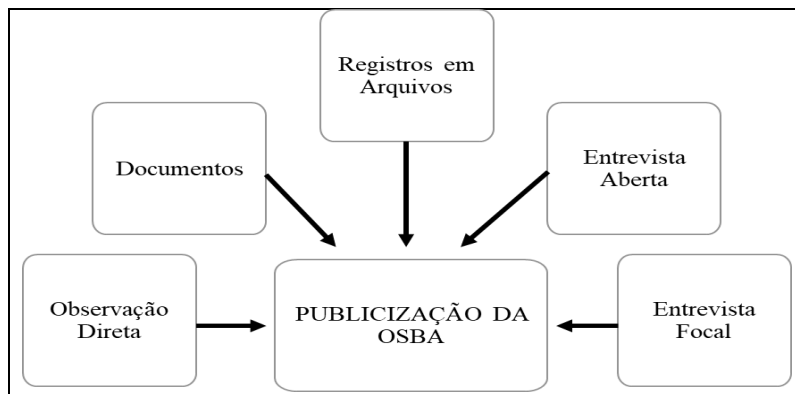 Registros em
Arquivos
Documentos
Entrevista
Aberta
Observação
Direta
PUBLICIZAÇÃO DA
OSBA
Entrevista
Focal